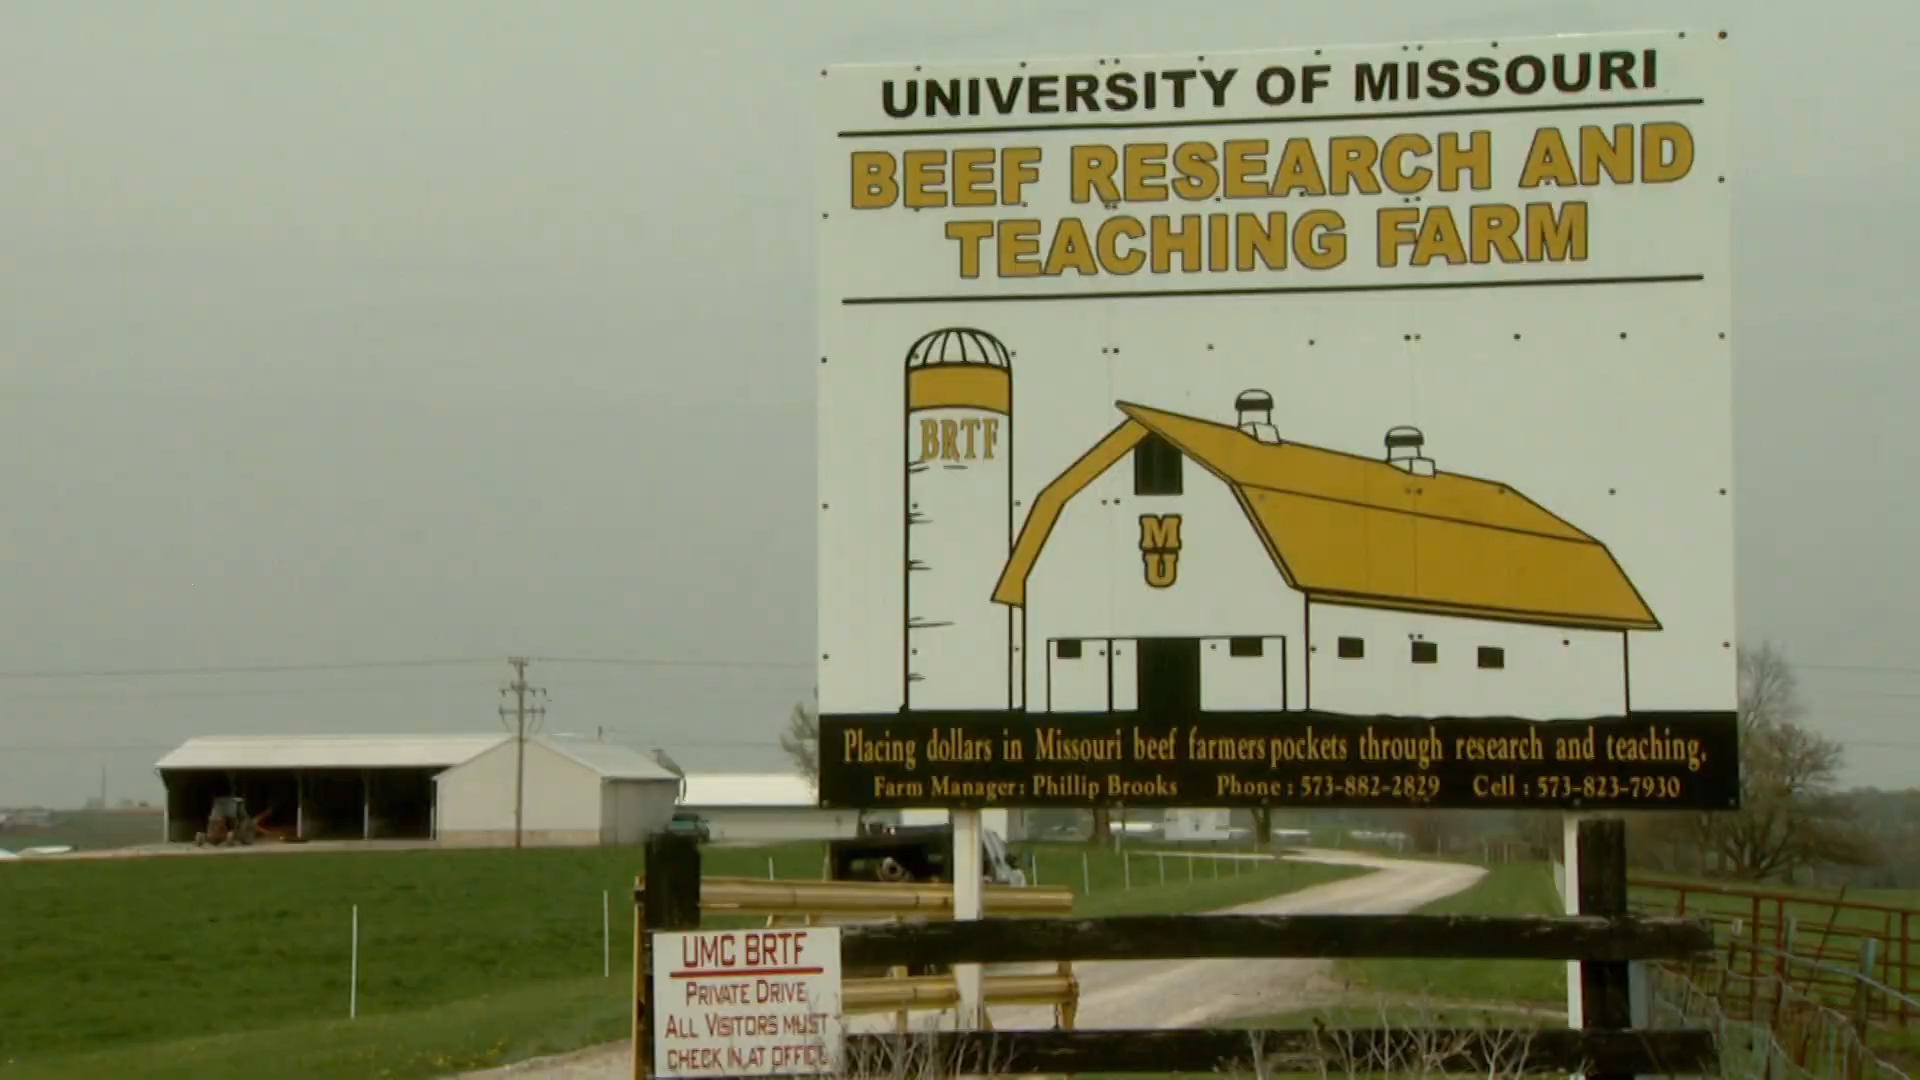 UNIVERSITY OF MISSOURI
BEEF RESEARCH AND
TEACHING FARM
BRTF
M
U
Placing dollars in Missouri beef farmers pockets through research and teaching.
Farm Manager: Phillip Brooks Phone : 573-882-2829 Cell : 573-823-7930
UMC BRTF
PRIVATE DRIVE
ALL VISITORS MUST
CHECK IN AT OFFICE